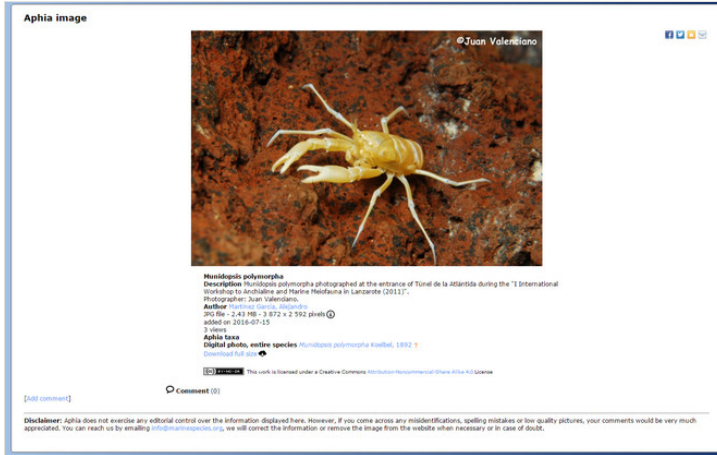 Aphia image
©Juan Valenciano
Munidopsis polymorpha
Description Munidopsis polymorpha photographed at the entrance of Túnel de la Atlántida during the "I International
Workshop to Anchialine and Marine Meiofauna in Lanzarote (2011)".
Photographer: Juan Valenciano.
Author Martínez García, Alejandro
JPG file - 2.43 MB - 3 872 x 2 592 pixels
added on 2016-07-15
3 views
Aphia taxa
Digital photo, entire species Munidopsis polymorpha Koelbel, 1892 ?
Download full size
BY-NC-SA This work is licensed under a Creative Commons Attribution-Noncommercial-Share Alike 4.0 License
Comment (0)
[Add comment]
Disclaimer: Aphia does not exercise any editorial control over the information displayed here. However, if you come across any misidentifications, spelling mistakes or low quality pictures, your comments would be very much
appreciated. You can reach us by emailing info@marinespecies.org, we will correct the information or remove the image from the website when necessary or in case of doubt.